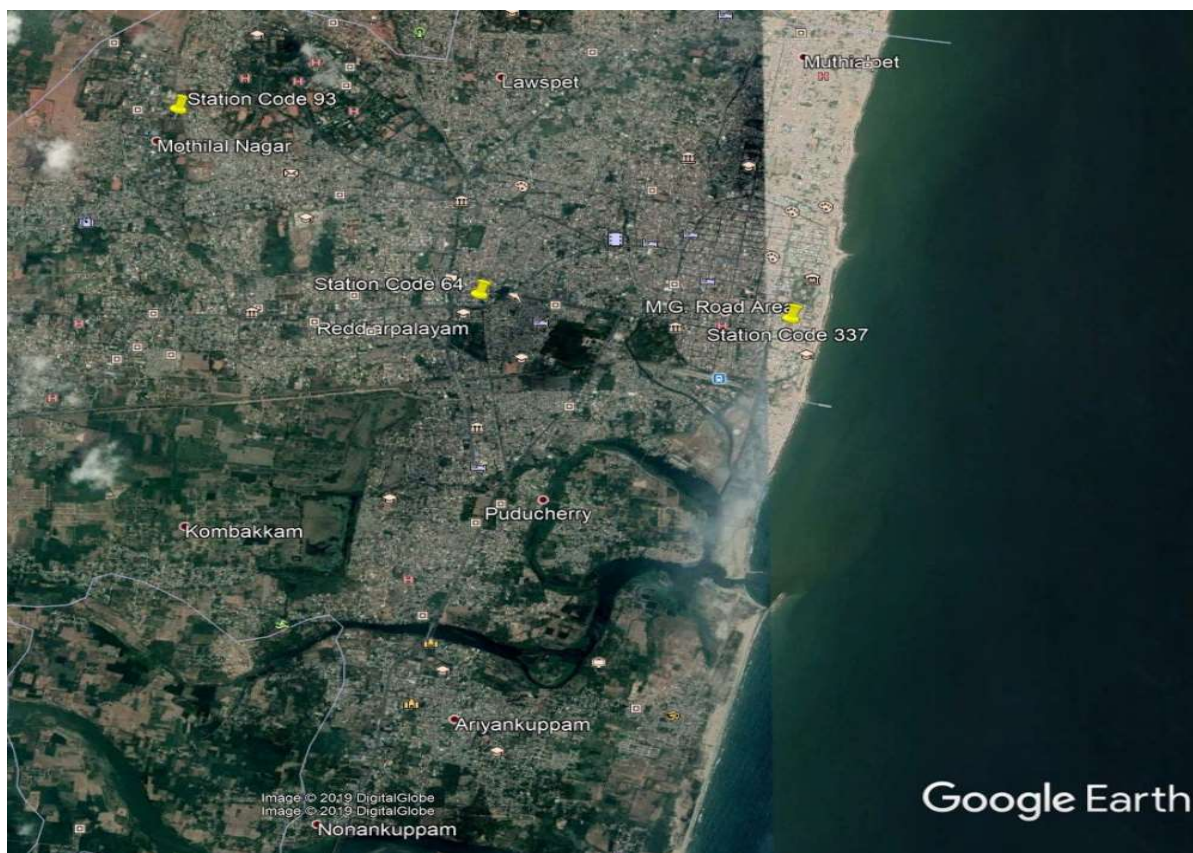 Muthialpet
Lawspet
Station Code 93
Mothilal Nagar
Station Code 64
M.G. Road Area
Reddiarpalayam
Station Code 337
Puducherry
Kombakkam
Ariyankuppam
Image © 2019 DigitalGlobe
Image © 2019 DigitalGlobe
Nonankuppam
Google Earth